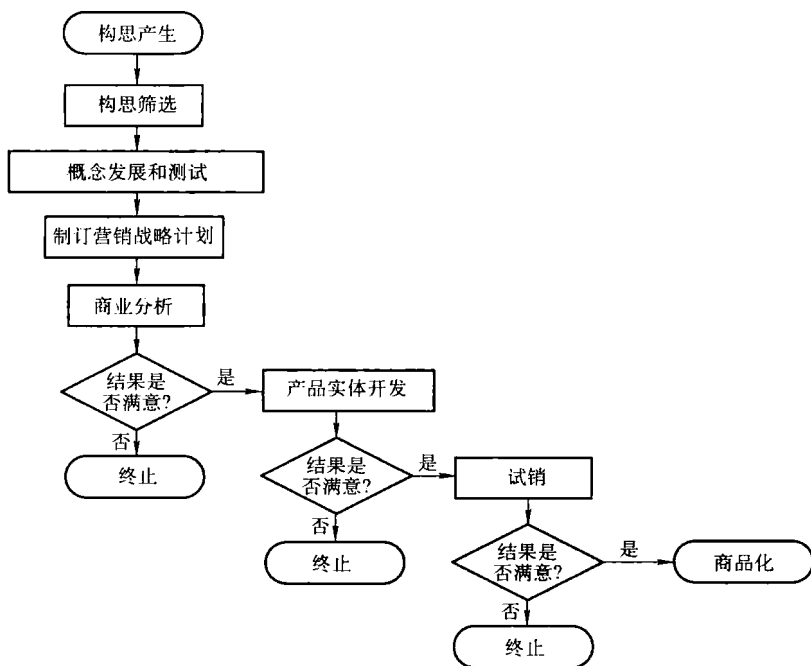 构思产生
构思筛选
概念发展和测试
制订营销战略计划
商业分析
结果是
否满意?
是
否
终止
产品实体开发
结果是
否满意?
是
否
终止
试销
结果是
否满意?
是
否
终止
商品化